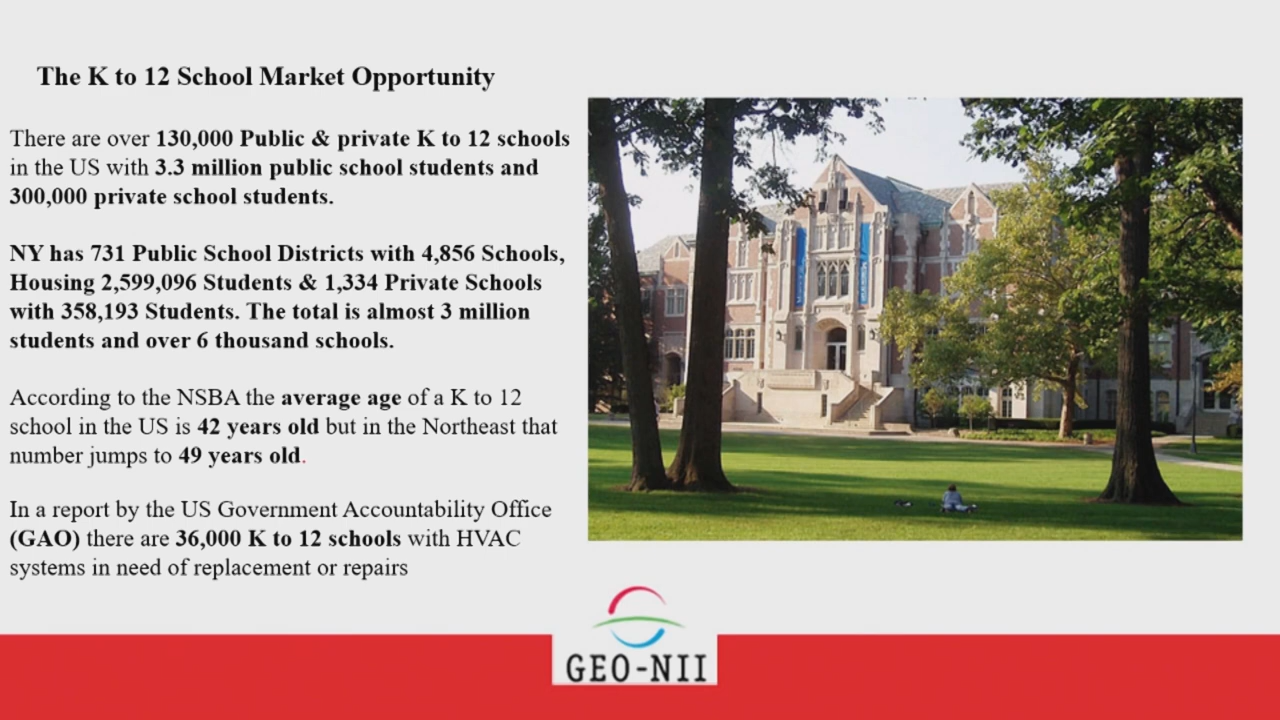 The K to 12 School Market Opportunity
There are over 130,000 Public & private K to 12 schools
in the US with 3.3 million public school students and
300,000 private school students.
NY has 731 Public School Districts with 4,856 Schools,
Housing 2,599,096 Students & 1,334 Private Schools
with 358,193 Students. The total is almost 3 million
students and over 6 thousand schools.
According to the NSBA the average age of a K to 12
school in the US is 42 years old but in the Northeast that
number jumps to 49 years old.
In a report by the US Government Accountability Office
(GAO) there are 36,000 K to 12 schools with HVAC
systems in need of replacement or repairs
GEO-NII